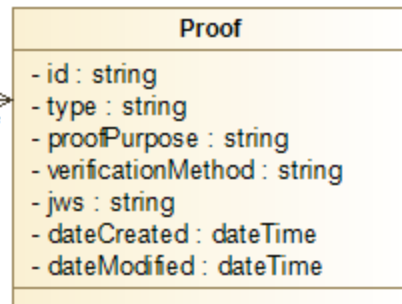 Proof
- id : string
- type : string
- proofPurpose : string
- verificationMethod : string
- jws : string
- dateCreated : dateTime
- dateModified : dateTime